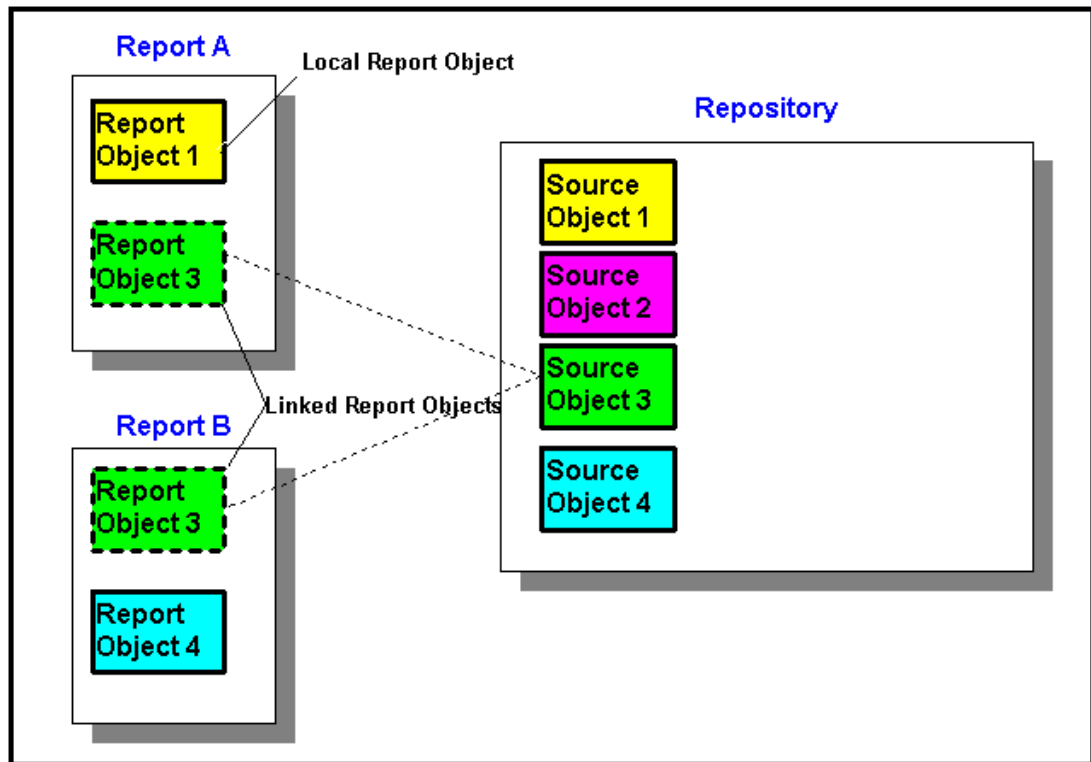 Report A
Local Report Object
Report
Object 1
Report
Object 3
Linked Report Objects
Report B
Report
Object 3
Report
Object 4
Repository
Source
Object 1
Source
Object 2
Source
Object 3
Source
Object 4